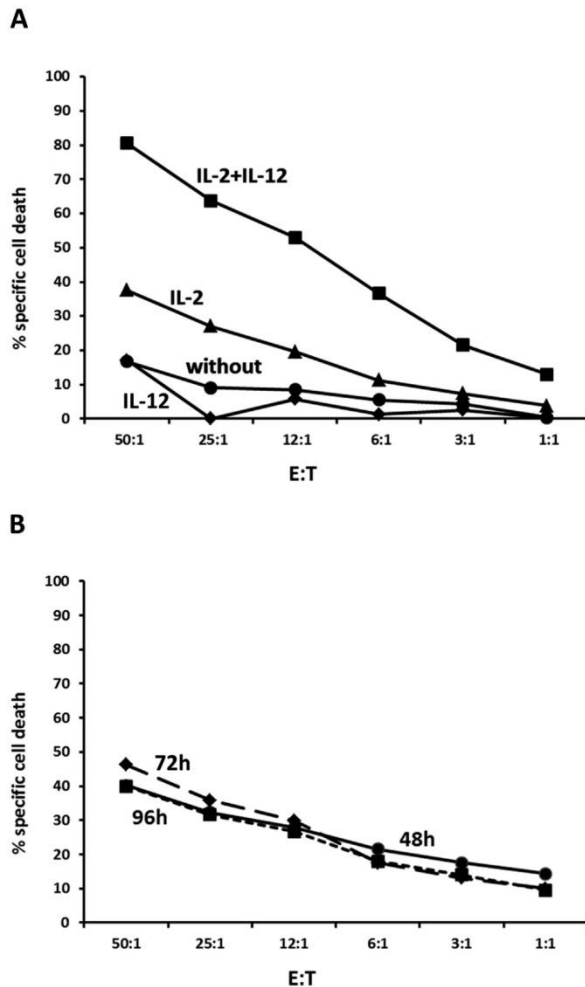 A
100
90
80
70
60
50
40
30
20
10
0
% specific cell death
IL-2+IL-12
IL-2
without
IL-12
50:1 25:1 12:1 6:1 3:1 1:1
E:T
B
100
90
80
70
60
50
40
30
20
10
0
% specific cell death
72h
96h
48h
50:1 25:1 12:1 6:1 3:1 1:1
E:T